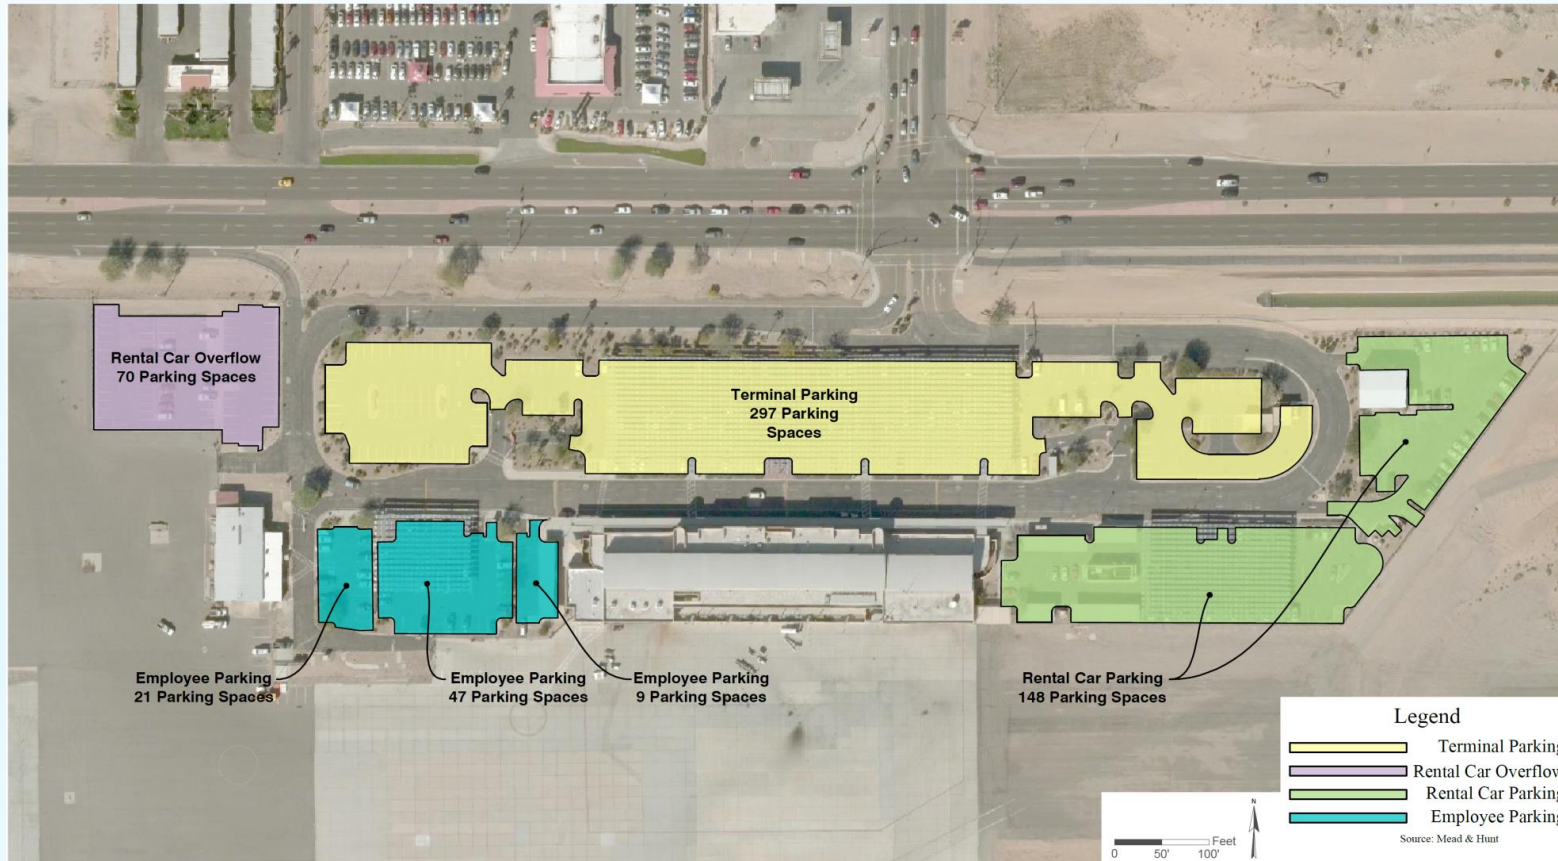 Rental Car Overflow
70 Parking Spaces
Terminal Parking
297 Parking
Spaces
Employee Parking
21 Parking Spaces
Employee Parking
47 Parking Spaces
Employee Parking
9 Parking Spaces
Rental Car Parking
148 Parking Spaces
Legend
Terminal Parking
Rental Car Overflow
Rental Car Parking
Employee Parking
Source: Mead & Hunt
N
Feet
0 50' 100'